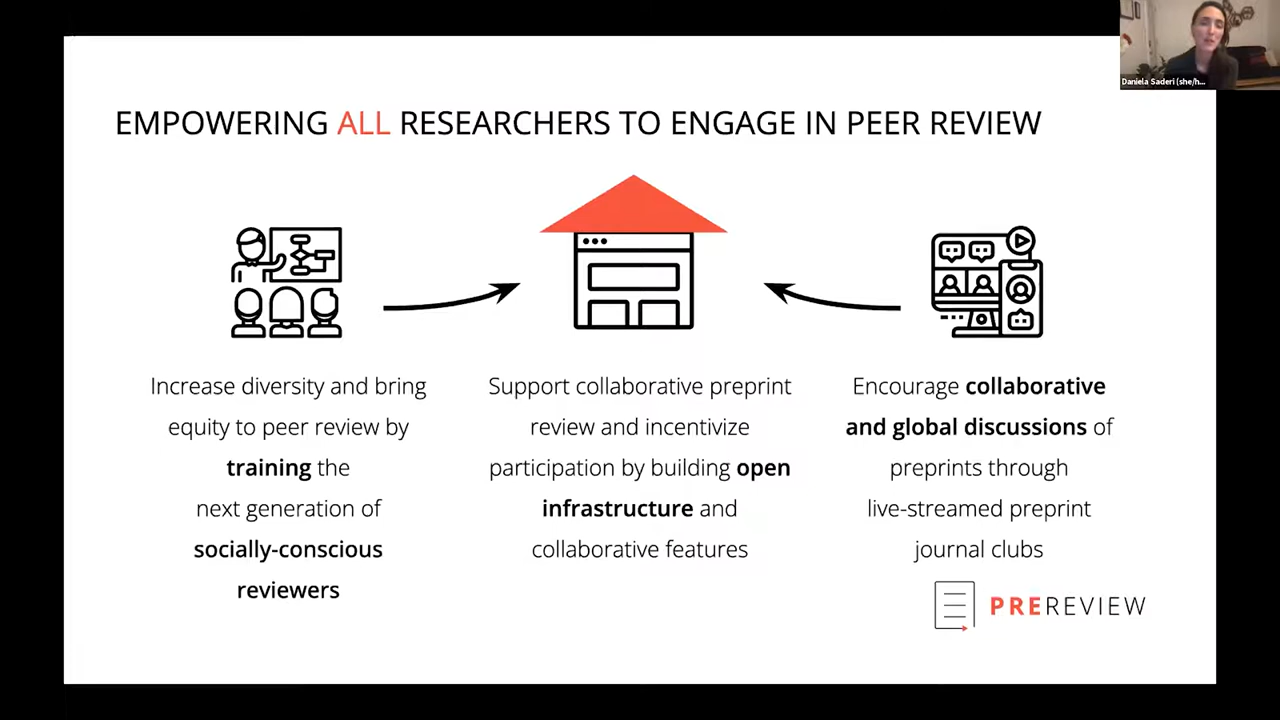 Daniela Saderi (she/h...
EMPOWERING ALL RESEARCHERS TO ENGAGE IN PEER REVIEW
Increase diversity and bring
equity to peer review by
training the
next generation of
socially-conscious
reviewers
Support collaborative preprint
review and incentivize
participation by building open
infrastructure and
collaborative features
Encourage collaborative
and global discussions of
preprints through
live-streamed preprint
journal clubs
PREREVIEW